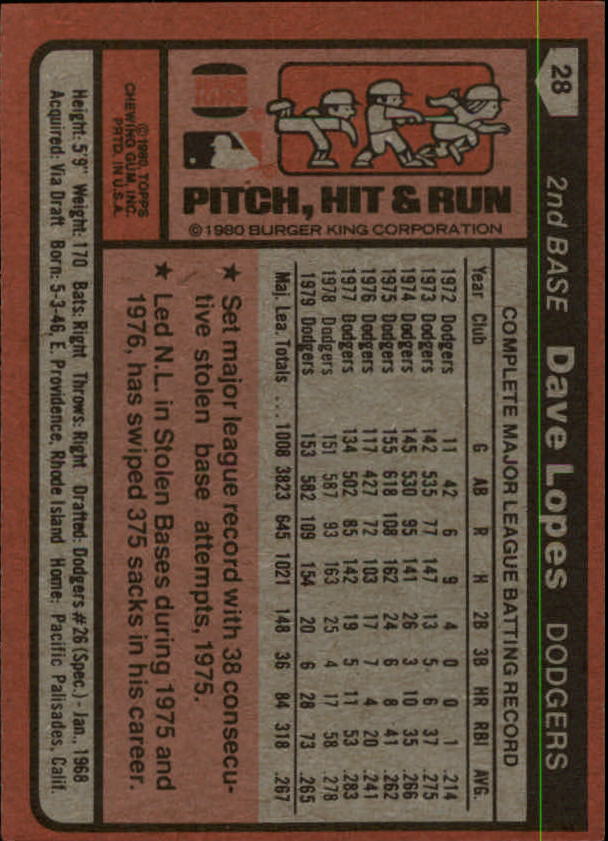 28
2nd BASE Dave Lopes DODGERS
PITCH, HIT & RUN
©1980 BURGER KING CORPORATION
© 1980 TOPPS
CHEWING GUM, INC.
PRTD. IN U.S.A.
COMPLETE MAJOR LEAGUE BATTING RECORD
Year Club G AB R H 2B 3B HR RBI AVG.
1972 Dodgers 11 42 6 9 4 0 0 1 .214
1973 Dodgers 142 535 77 147 13 5 6 37 .275
1974 Dodgers 145 530 95 141 26 3 10 35 .266
1975 Dodgers 155 618 108 162 24 6 8 41 .262
1976 Dodgers 117 427 72 103 17 7 4 20 .241
1977 Dodgers 134 502 85 142 19 5 11 53 .283
1978 Dodgers 151 587 93 163 25 4 17 58 .278
1979 Dodgers 153 582 109 154 20 6 28 73 .265
Maj. Lea. Totals . . . 1008 3823 645 1021 148 36 84 318 .267
★ Set major league record with 38 consecu-
tive stolen base attempts, 1975.
★ Led N.L. in Stolen Bases during 1975 and
1976, has swiped 375 sacks in his career.
Height: 5'9" Weight: 170 Bats: Right Throws: Right Drafted: Dodgers #26 (Spec.) - Jan., 1968
Acquired: Via Draft Born: 5-3-46, E. Providence, Rhode Island Home: Pacific Palisades, Calif.